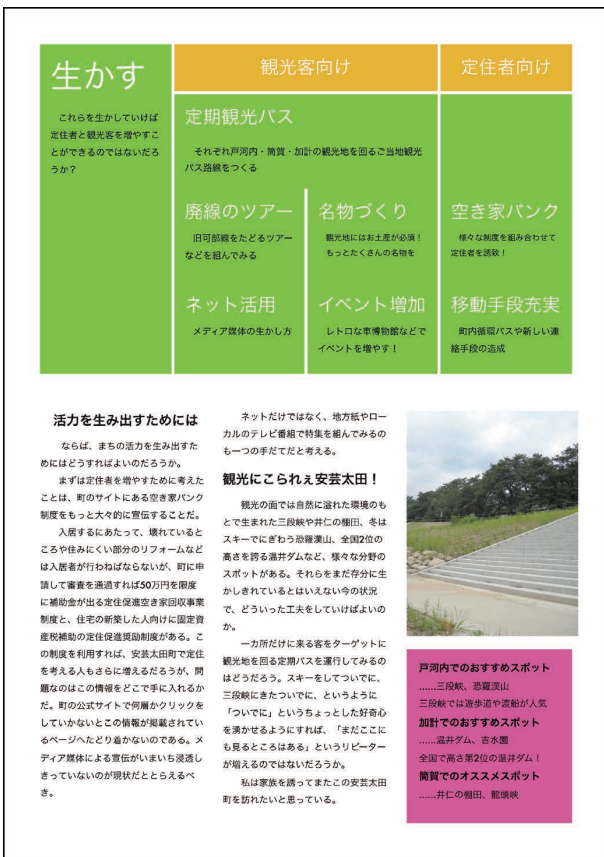 生かす
これらを生かしていけば
定住者と観光客を増やすこ
とができるのではないだろ
うか？
観光客向け
定住者向け
定期観光バス
それぞれ戸河内・筒賀・加計の観光地を回るご当地観光
バス路線をつくる
廃線のツアー
旧可部線をたどるツアー
などを組んでみる
名物づくり
観光地にはお土産が必須！
もっとたくさんの名物を
空き家バンク
様々な制度を組み合わせて
定住者を誘致！
ネット活用
メディア媒体の生かし方
イベント増加
レトロな車博物館などで
イベントを増やす！
移動手段充実
町内循環バスや新しい連
絡手段の造成
活力を生み出すためには
ならば、まちの活力を生み出すた
めにはどうすればよいのだろうか。
まずは定住者を増やすために考えた
ことは、町のサイトにある空き家バンク
制度をもっと大々的に宣伝することだ。
入居するにあたって、壊れていると
ころや住みにくい部分のリフォームなど
は入居者が行わねばならないが、町に申
請して審査を通過すれば50万円を限度
に補助金が出る定住促進空き家回収事業
制度と、住宅の新築した人向けに固定資
産税補助の定住促進奨励制度がある。こ
の制度を利用すれば、安芸太田町で定住
を考える人もさらに増えるだろうが、問
題なのはこの情報をどこで手に入れるか
だ。町の公式サイトで何層かクリックを
していかないとこの情報が掲載されてい
るページへたどり着かないのである。メ
ディア媒体による宣伝がいまいち浸透し
きっていないのが現状だととらえるべ
き。
ネットだけではなく、地方紙やロー
カルのテレビ番組で特集を組んでみるの
も一つの手だてだと考える。
観光にこられぇ安芸太田！
観光の面では自然に溢れた環境のも
とで生まれた三段峡や井仁の棚田、冬は
スキーでにぎわう恐羅漢山、全国2位の
高さを誇る温井ダムなど、様々な分野の
スポットがある。それらをまだ存分に生
かしきれているとはいえない今の状況
で、どういった工夫をしていけばよいの
か。
一カ所だけに来る客をターゲットに
観光地を回る定期バスを運行してみるの
はどうだろう。スキーをしてついでに、
三段峡にきたついでに、というように
「ついでに」というちょっとした好奇心
を湧かせるようにすれば、「まだここに
も見るところはある」というリピーター
が増えるのではないだろうか。
私は家族を誘ってまたこの安芸太田
町を訪れたいと思っている。
戸河内でのおすすめスポット
……三段峡、恐羅漢山
三段峡では遊歩道や渡船が人気
加計でのおすすめスポット
……温井ダム、吉水園
全国で高さ第2位の温井ダム！
筒賀でのオススメスポット
……井仁の棚田、龍頭峡